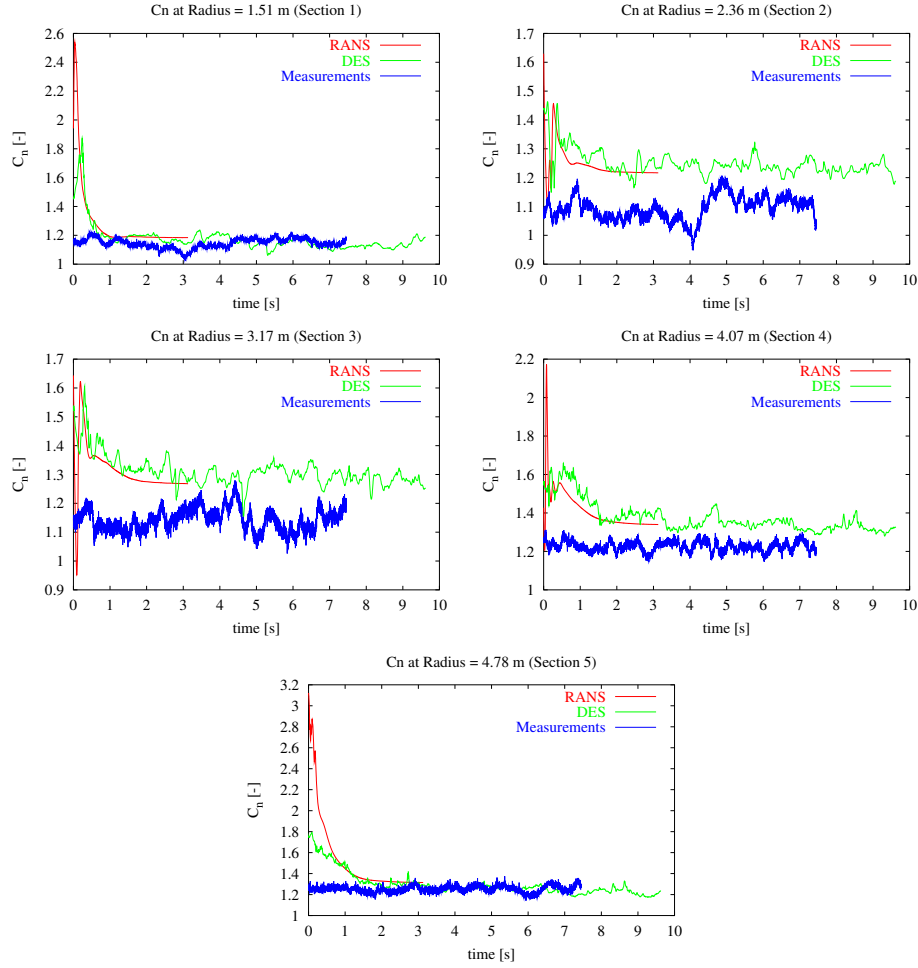 Cn at Radius = 1.51 m (Section 1)
2.6
2.4
2.2
2
1.8
1.6
1.4
1.2
1
C_n [-]
RANS
DES
Measurements
0 1 2 3 4 5 6 7 8 9 10
time [s]
Cn at Radius = 2.36 m (Section 2)
1.7
1.6
1.5
1.4
1.3
1.2
1.1
1
0.9
C_n [-]
RANS
DES
Measurements
0 1 2 3 4 5 6 7 8 9 10
time [s]
Cn at Radius = 3.17 m (Section 3)
1.7
1.6
1.5
1.4
1.3
1.2
1.1
1
0.9
C_n [-]
RANS
DES
Measurements
0 1 2 3 4 5 6 7 8 9 10
time [s]
Cn at Radius = 4.07 m (Section 4)
2.2
2
1.8
1.6
1.4
1.2
1
C_n [-]
RANS
DES
Measurements
0 1 2 3 4 5 6 7 8 9 10
time [s]
Cn at Radius = 4.78 m (Section 5)
3.2
3
2.8
2.6
2.4
2.2
2
1.8
1.6
1.4
1.2
1
C_n [-]
RANS
DES
Measurements
0 1 2 3 4 5 6 7 8 9 10
time [s]